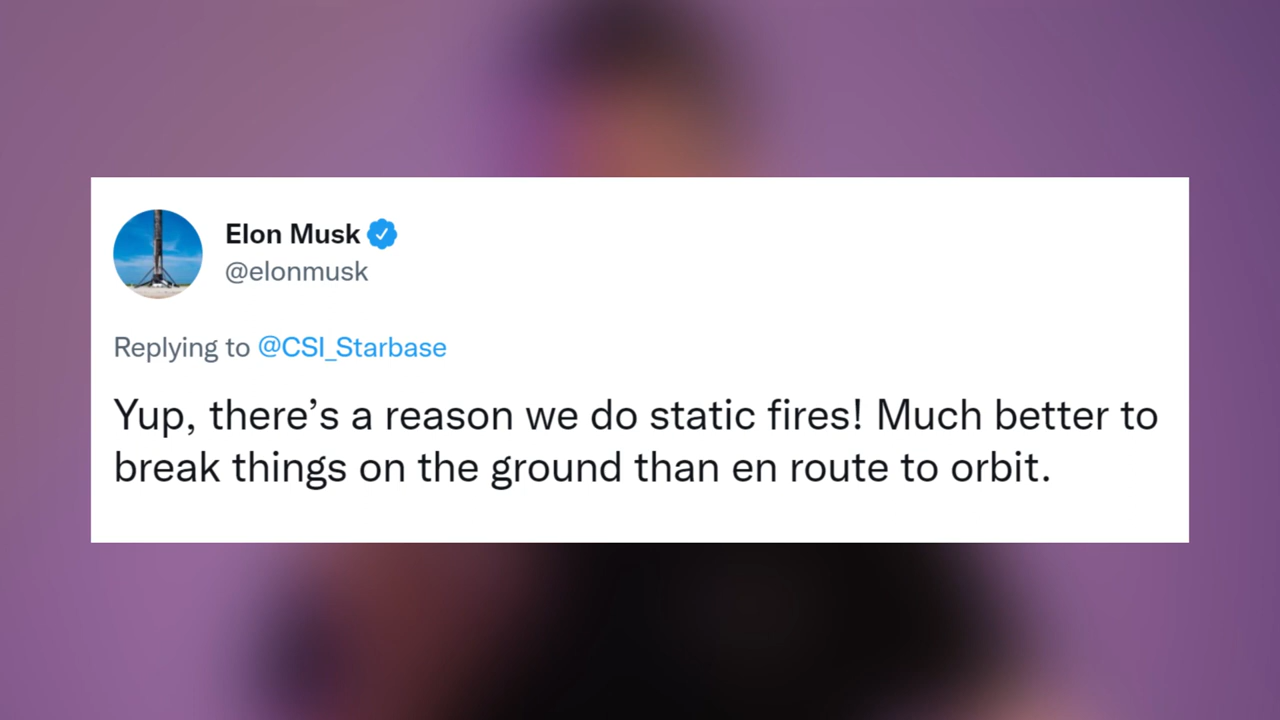 Elon Musk
@elonmusk
Replying to @CSI_Starbase
Yup, there’s a reason we do static fires! Much better to
break things on the ground than en route to orbit.